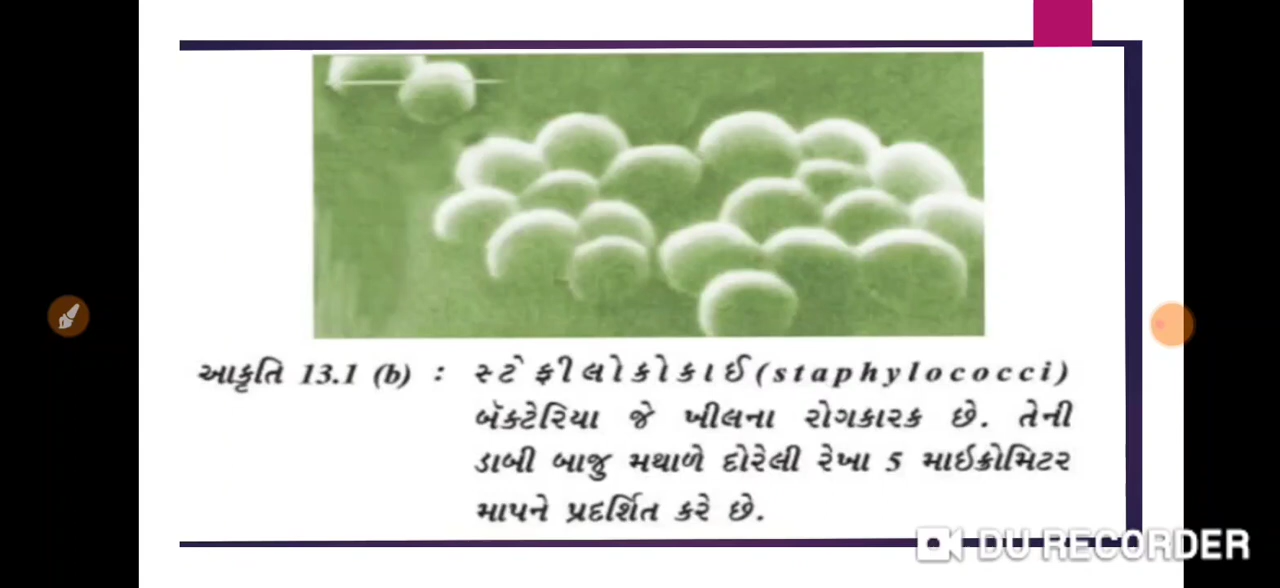 આકૃતિ 13.1 (b) : સ્ટેફીલોકોકાઈ (staphylococci)
બૅક્ટેરિયા જે ખીલના રોગકારક છે. તેની
ડાબી બાજુ મથાળે દોરેલી રેખા 5 માઈક્રોમિટર
માપને પ્રદર્શિત કરે છે.
DU RECORDER